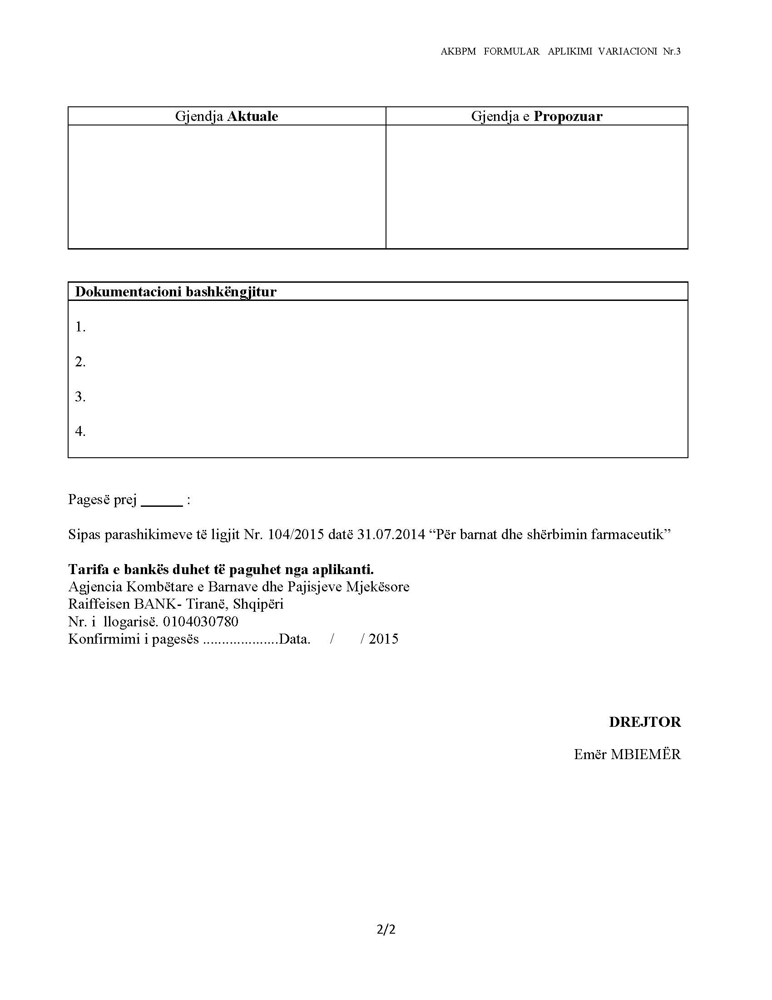 AKBPM FORMULAR APLIKIMI VARIACIONI Nr.3
Gjendja Aktuale
Gjendja e Propozuar
Dokumentacioni bashkëngjitur
1.
2.
3.
4.
Pagesë prej ______ :
Sipas parashikimeve të ligjit Nr. 104/2015 datë 31.07.2014 “Për barnat dhe shërbimin farmaceutik”
Tarifa e bankës duhet të paguhet nga aplikanti.
Agjencia Kombëtare e Barnave dhe Pajisjeve Mjekësore
Raiffeisen BANK- Tiranë, Shqipëri
Nr. i llogarisë. 0104030780
Konfirmimi i pagesës ....................Data. / / 2015
DREJTOR
Emër MBIEMËR
2/2